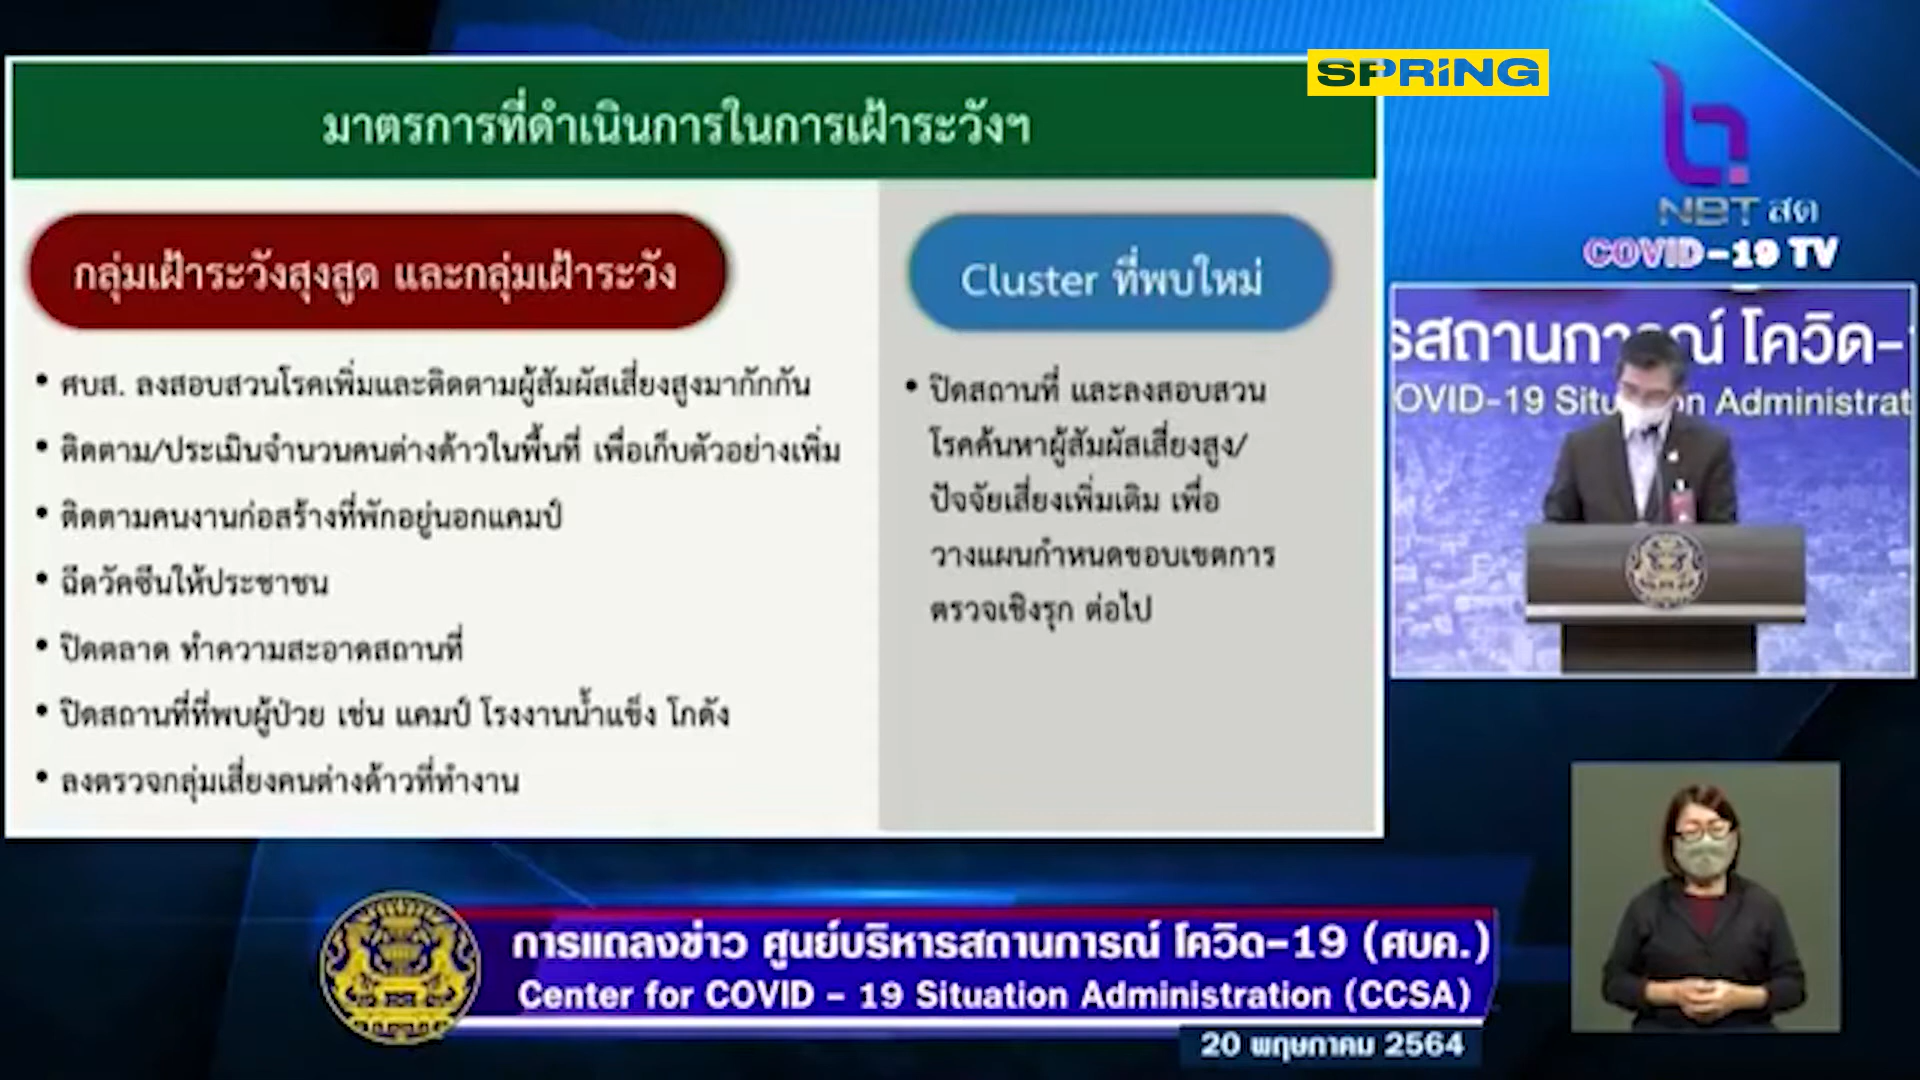 SPRiNG
มาตรการที่ดำเนินการในการเฝ้าระวังฯ
กลุ่มเฝ้าระวังสุงสูด และกลุ่มเฝ้าระวัง
• ศบส. ลงสอบสวนโรคเพิ่มและติดตามผู้สัมผัสเสี่ยงสูงมากักกัน
• ติดตาม/ประเมินจำนวนคนต่างด้าวในพื้นที่ เพื่อเก็บตัวอย่างเพิ่ม
• ติดตามคนงานก่อสร้างที่พักอยู่นอกแคมป์
• ฉีดวัคซีนให้ประชาชน
• ปิดตลาด ทำความสะอาดสถานที่
• ปิดสถานที่ที่พบผู้ป่วย เช่น แคมป์ โรงงานน้ำแข็ง โกดัง
• ลงตรวจกลุ่มเสี่ยงคนต่างด้าวที่ทำงาน
Cluster ที่พบใหม่
• ปิดสถานที่ และลงสอบสวน
โรคค้นหาผู้สัมผัสเสี่ยงสูง/
ปัจจัยเสี่ยงเพิ่มเติม เพื่อ
วางแผนกำหนดขอบเขตการ
ตรวจเชิงรุก ต่อไป
NBT สด
COVID-19 TV
รสถานก ณ์ โควิด-
OVID-19 Situ n Administrat
การแถลงข่าว ศูนย์บริหารสถานการณ์ โควิด-19 (ศบค.)
Center for COVID - 19 Situation Administration (CCSA)
20 พฤษภาคม 2564